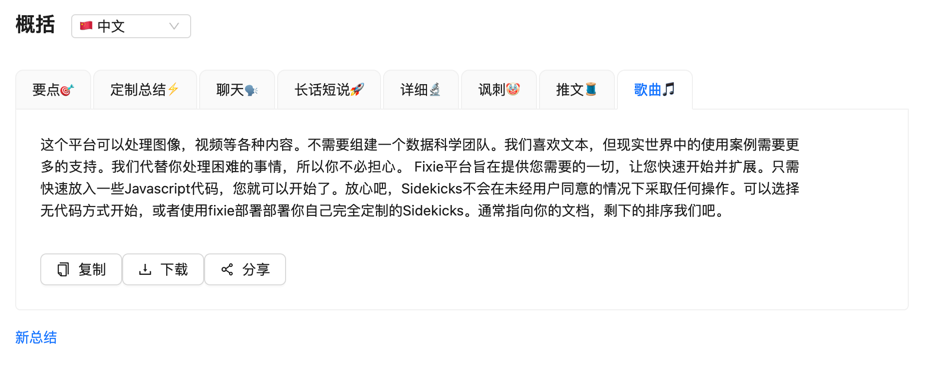 概括 🇨🇳 中文
要点🎯 定制总结⚡ 聊天🗣️ 长话短说🚀 详细🔬 讽刺🤡 推文🧵 歌曲🎵
这个平台可以处理图像，视频等各种内容。不需要组建一个数据科学团队。我们喜欢文本，但现实世界中的使用案例需要更
多的支持。我们代替你处理困难的事情，所以你不必担心。 Fixie平台旨在提供您需要的一切，让您快速开始并扩展。只需
快速放入一些Javascript代码，您就可以开始了。放心吧，Sidekicks不会在未经用户同意的情况下采取任何操作。可以选择
无代码方式开始，或者使用fixie部署部署你自己完全定制的Sidekicks。通常指向你的文档，剩下的排序我们吧。
复制 下载 分享
新总结